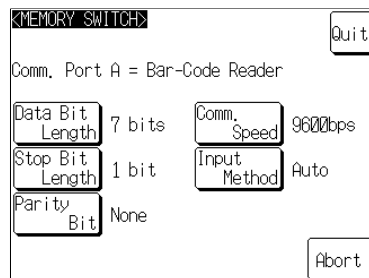 <MEMORY SWITCH>
Quit
Comm. Port A = Bar-Code Reader
Data Bit
Length
7 bits
Comm.
Speed
9600bps
Stop Bit
Length
1 bit
Input
Method
Auto
Parity
Bit
None
Abort